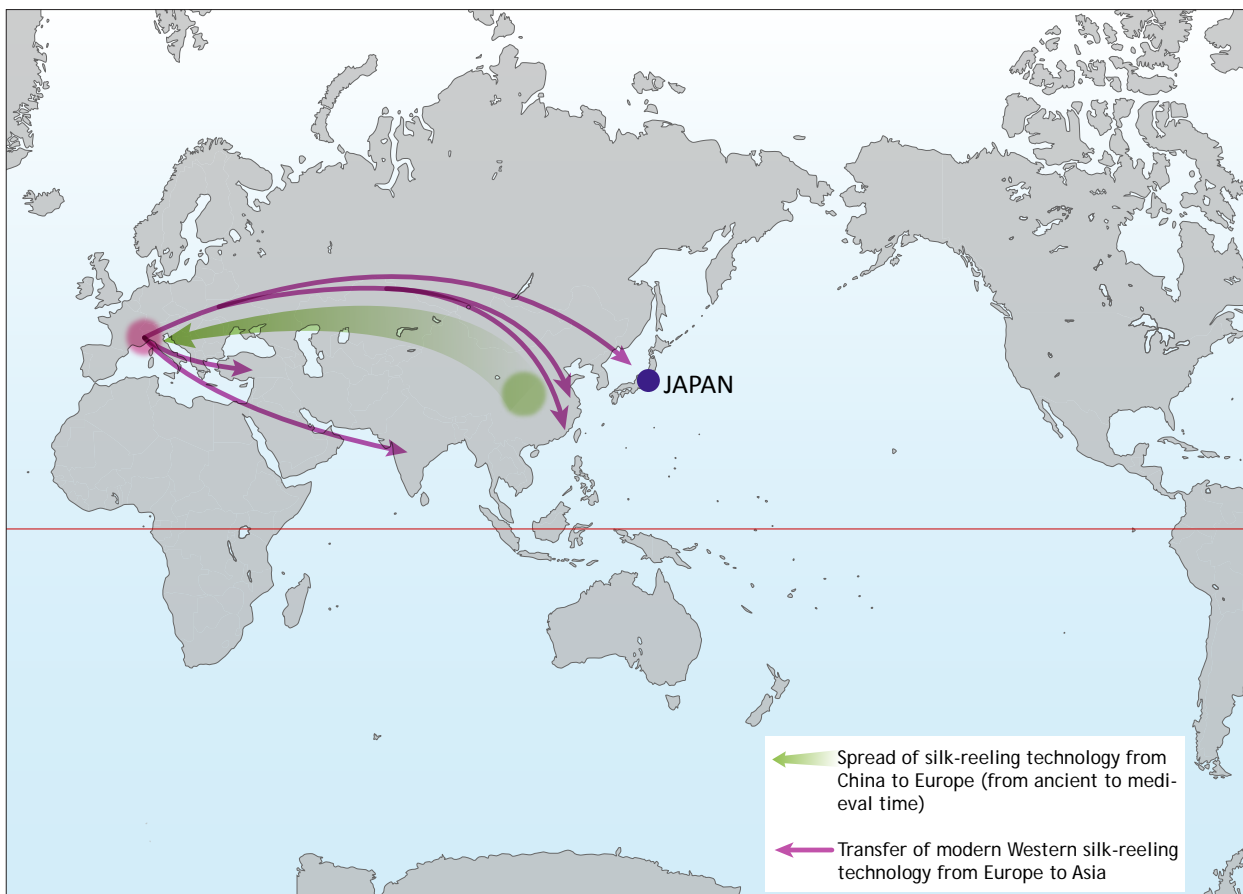 JAPAN
Spread of silk-reeling technology from
China to Europe (from ancient to medi-
eval time)
Transfer of modern Western silk-reeling
technology from Europe to Asia